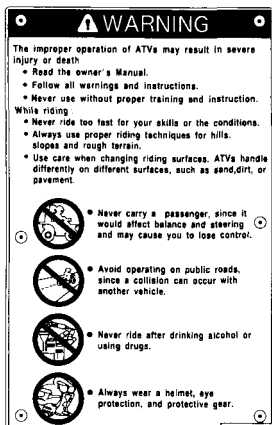 WARNING
The improper operation of ATVs may result in severe
injury or death
• Read the owner's Manual.
• Follow all warnings and instructions.
• Never use without proper training and instruction.
While riding:
• Never ride too fast for your skills or the conditions.
• Always use proper riding techniques for hills.
slopes and rough terrain.
• Use care when changing riding surfaces. ATVs handle
differently on different surfaces, such as sand,dirt, or
pavement.
• Never carry a passenger, since it
would affect balance and steering
and may cause you to lose control.
• Avoid operating on public roads,
since a collision can occur with
another vehicle.
• Never ride after drinking alcohol or
using drugs.
• Always wear a helmet, eye
protection, and protective gear.